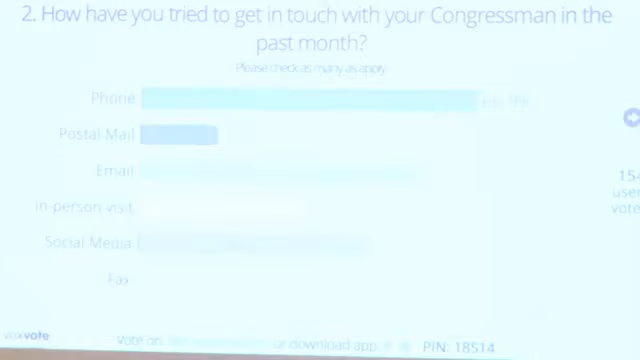 2. How have you tried to get in touch with your Congressman in the
past month?
Please check as many as apply.
Phone
Postal Mail
Email
In-person visit
Social Media
Fax
voxvote
Vote on
or download app
PIN: 18514